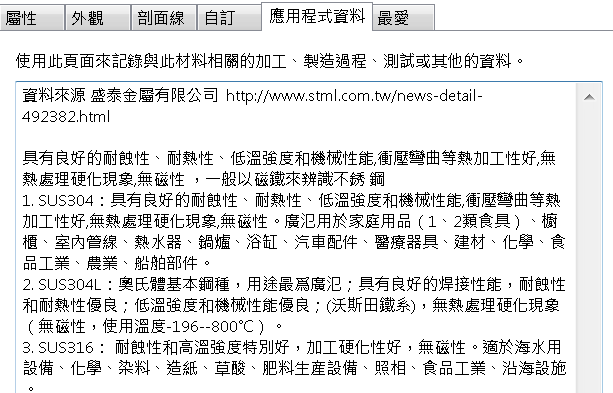 屬性 外觀 剖面線 自訂 應用程式資料 最愛
使用此頁面來記錄與此材料相關的加工、製造過程、測試或其他的資料。
資料來源 盛泰金屬有限公司 http://www.stml.com.tw/news-detail-
492382.html
具有良好的耐蝕性、耐熱性、低溫強度和機械性能,衝壓彎曲等熱加工性好,無
熱處理硬化現象,無磁性 ，一般以磁鐵來辨識不銹 鋼
1. SUS304：具有良好的耐蝕性、耐熱性、低溫強度和機械性能,衝壓彎曲等熱
加工性好,無熱處理硬化現象,無磁性。廣氾用於家庭用品（1、2類食具）、櫥
櫃、室內管線、熱水器、鍋爐、浴缸、汽車配件、醫療器具、建材、化學、食
品工業、農業、船舶部件。
2. SUS304L：奧氏體基本鋼種，用途最爲廣氾；具有良好的焊接性能，耐蝕性
和耐熱性優良；低溫強度和機械性能優良；(沃斯田鐵系)，無熱處理硬化現象
（無磁性，使用溫度-196--800℃）。
3. SUS316： 耐蝕性和高溫強度特別好，加工硬化性好，無磁性。適於海水用
設備、化學、染料、造紙、草酸、肥料生産設備、照相、食品工業、沿海設施
。